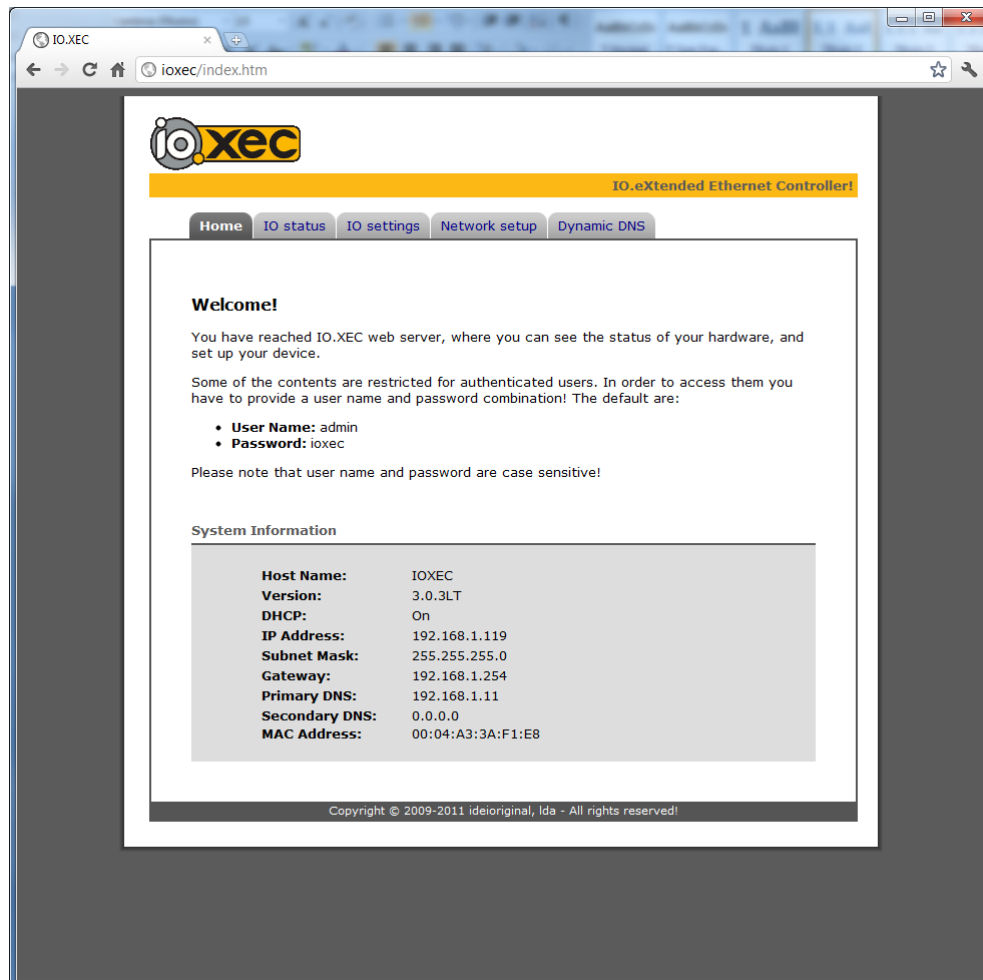 IO.XEC
ioxec/index.htm
io.xec
IO.eXtended Ethernet Controller!
Home IO status IO settings Network setup Dynamic DNS
Welcome!
You have reached IO.XEC web server, where you can see the status of your hardware, and
set up your device.
Some of the contents are restricted for authenticated users. In order to access them you
have to provide a user name and password combination! The default are:
• User Name: admin
• Password: ioxec
Please note that user name and password are case sensitive!
System Information
Host Name: IOXEC
Version: 3.0.3LT
DHCP: On
IP Address: 192.168.1.119
Subnet Mask: 255.255.255.0
Gateway: 192.168.1.254
Primary DNS: 192.168.1.11
Secondary DNS: 0.0.0.0
MAC Address: 00:04:A3:3A:F1:E8
Copyright © 2009-2011 ideioriginal, lda - All rights reserved!